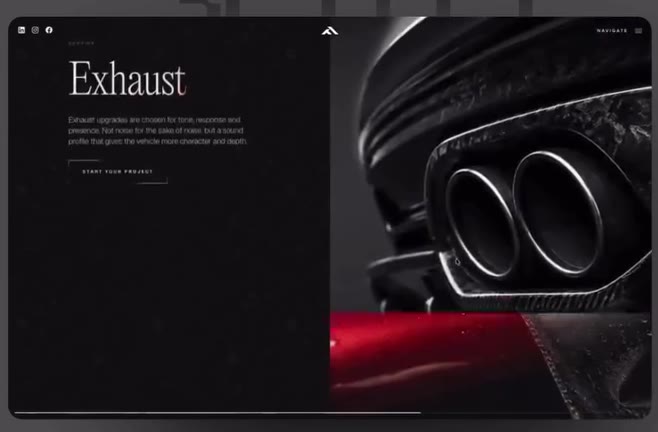 NAVIGATE
Exhaust
Exhaust upgrades are chosen for tone, response and
presence. Not noise for the sake of noise, but a sound
profile that gives the vehicle more character and depth.
START YOUR PROJECT